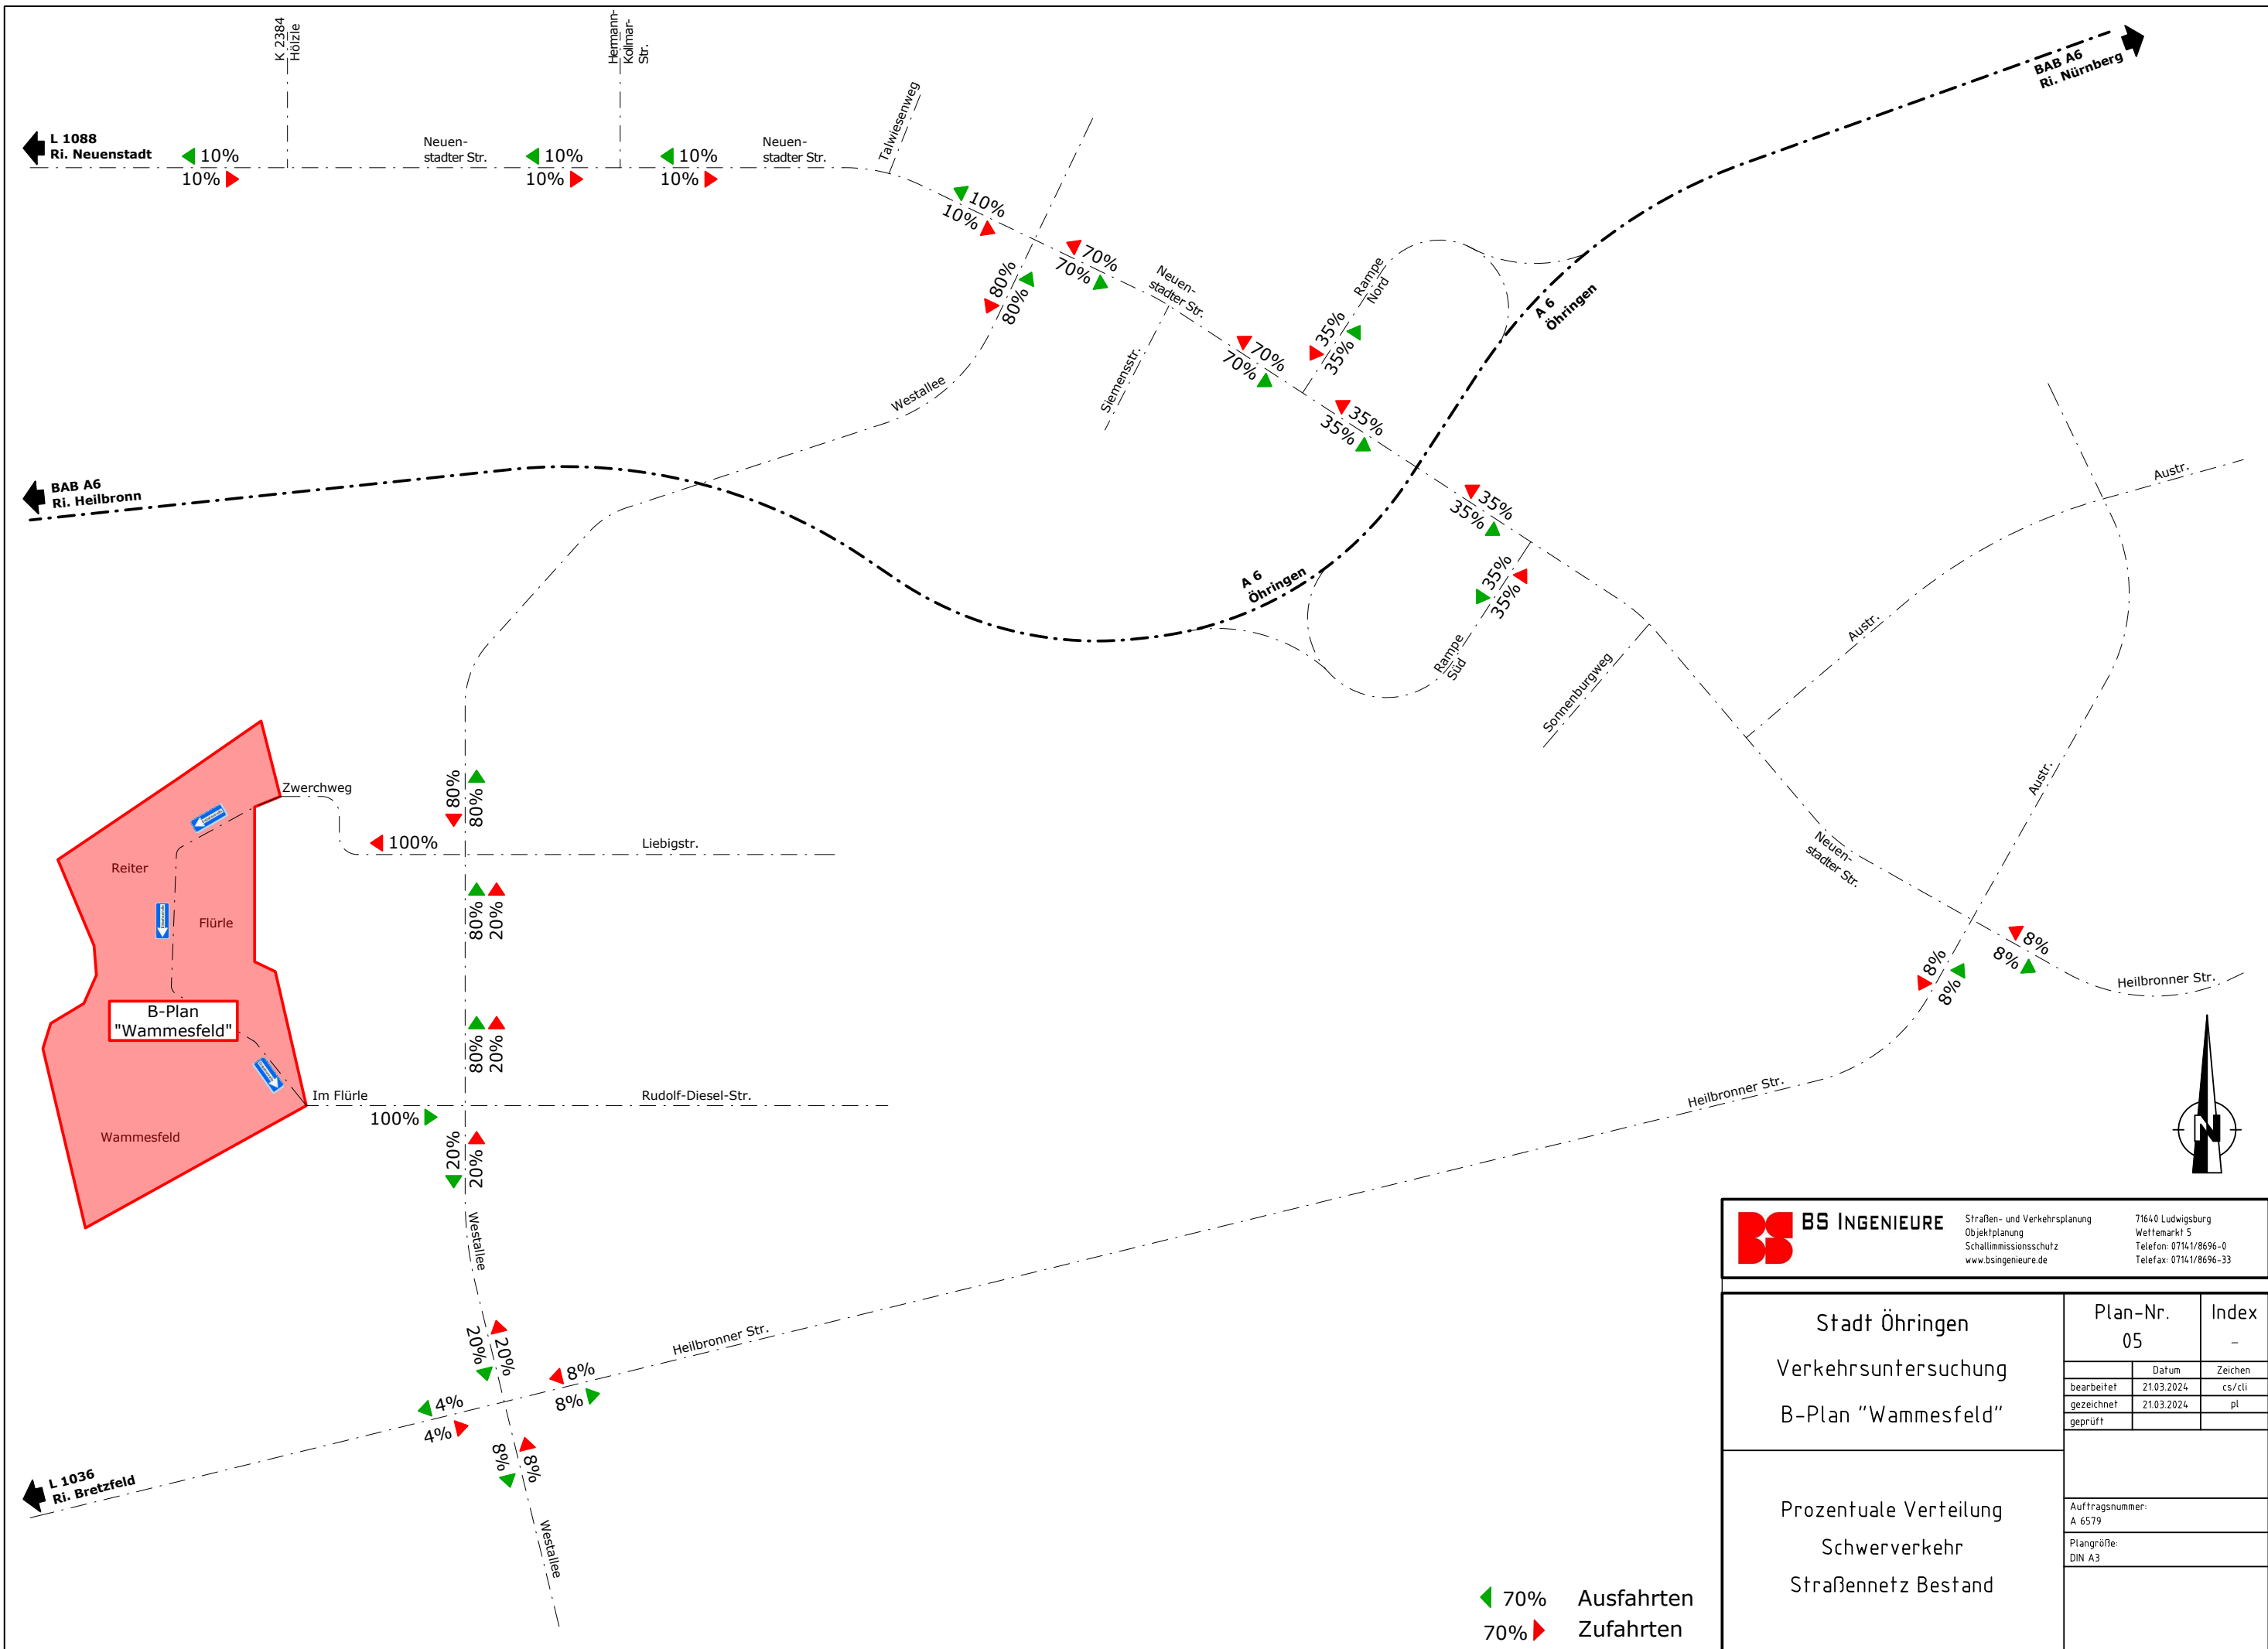 K 2384
Hölzle
Hermann-
Kollmar-
Str.
Talwiesenweg
BAB A6
Ri. Nürnberg
L 1088
Ri. Neuenstadt
10%
10%
Neuen-
stadter Str.
10%
10%
10%
10%
Neuen-
stadter Str.
10%
10%
70%
70%
80%
80%
Neuen-
stadter Str.
Siemensstr.
Westallee
70%
70%
Rampe
Nord
35%
35%
A 6
Öhringen
35%
35%
BAB A6
Ri. Heilbronn
35%
35%
A 6
Öhringen
35%
35%
Rampe
Süd
Sonnenburgweg
Austr.
Austr.
Austr.
Zwerchweg
80%
80%
100%
Liebigstr.
Reiter
Flürle
80%
20%
B-Plan
"Wammesfeld"
80%
20%
Im Flürle
Rudolf-Diesel-Str.
100%
Wammesfeld
20%
20%
Westallee
Neuen-
stadter Str.
8%
8%
8%
8%
Heilbronner Str.
Heilbronner Str.
N
20%
20%
Heilbronner Str.
8%
8%
4%
4%
8%
8%
L 1036
Ri. Bretzfeld
Westallee
70% Ausfahrten
70% Zufahrten
BS INGENIEURE
Straßen- und Verkehrsplanung
Objektplanung
Schallimmissionsschutz
www.bsingenieure.de
71640 Ludwigsburg
Wettemarkt 5
Telefon: 07141/8696-0
Telefax: 07141/8696-33
Stadt Öhringen
Verkehrsuntersuchung
B-Plan "Wammesfeld"
Plan-Nr.
05
Index
-
Datum Zeichen
bearbeitet 21.03.2024 cs/cli
gezeichnet 21.03.2024 pl
geprüft
Prozentuale Verteilung
Schwerverkehr
Straßennetz Bestand
Auftragsnummer:
A 6579
Plangröße:
DIN A3